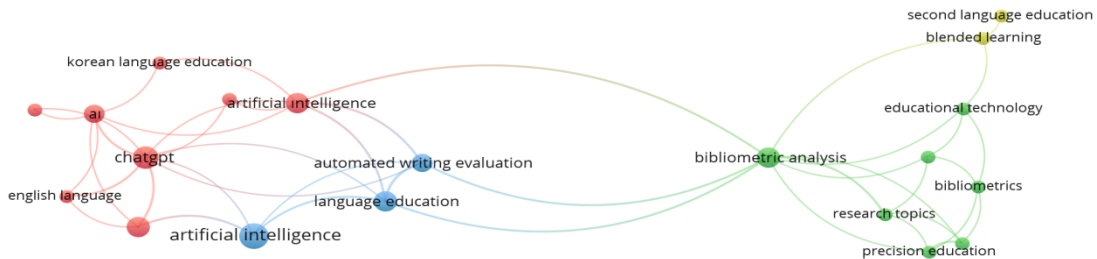 second language education
blended learning
korean language education
artificial intelligence
educational technology
ai
chatgpt
automated writing evaluation
bibliometric analysis
bibliometrics
english language
language education
research topics
artificial intelligence
precision education